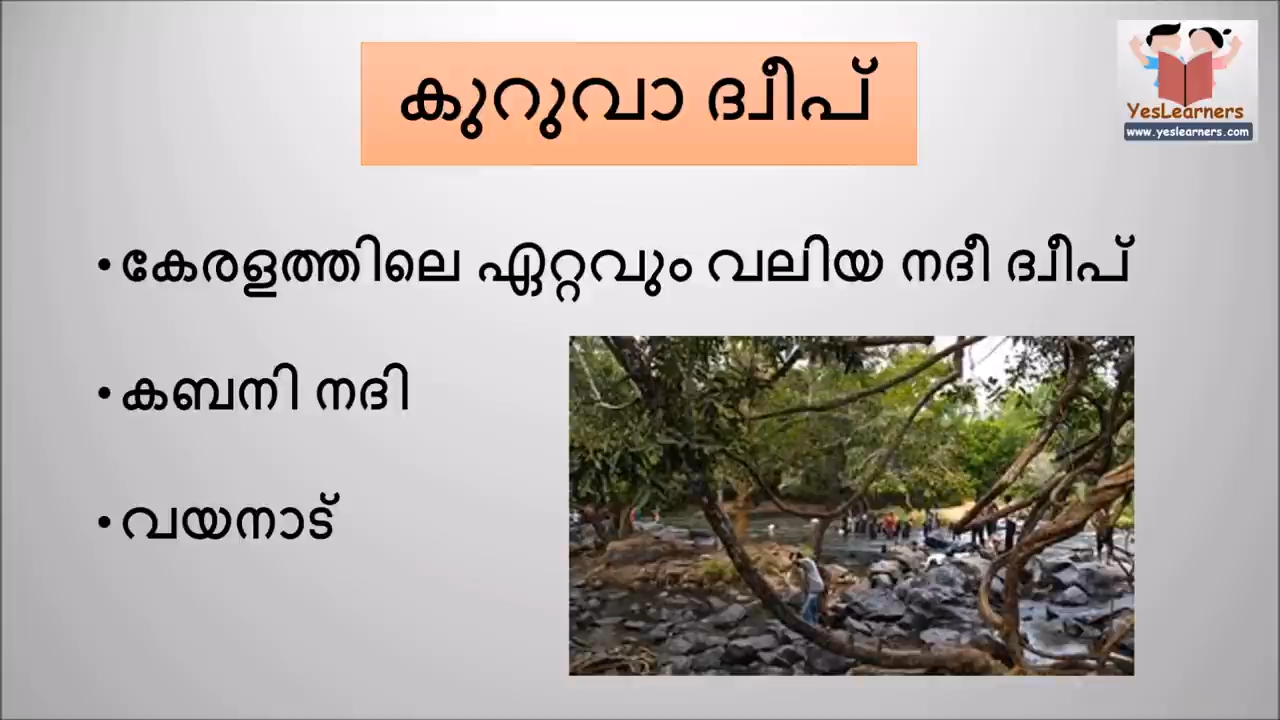 കുറുവാ ദ്വീപ്
YesLearners
www.yeslearners.com
•കേരളത്തിലെ ഏറ്റവും വലിയ നദീ ദ്വീപ്
•കബനി നദി
•വയനാട്